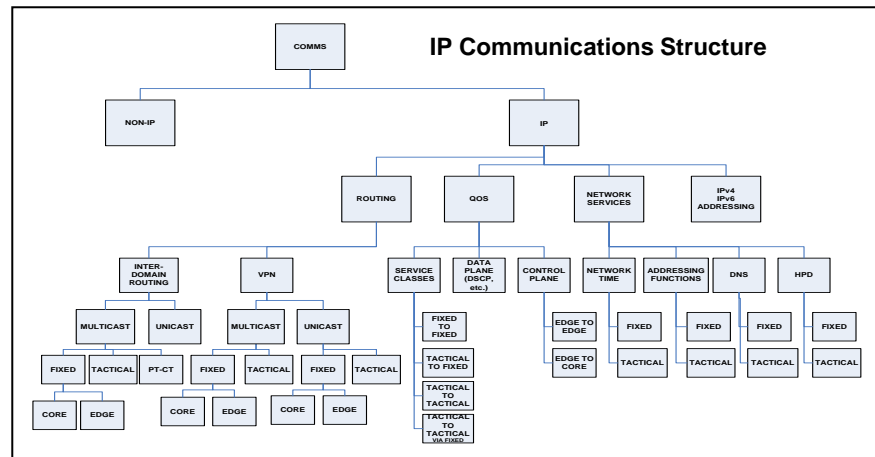 IP Communications Structure
COMMS
NON-IP
IP
ROUTING
QOS
NETWORK
SERVICES
IPv4
IPv6
ADDRESSING
INTER-
DOMAIN
ROUTING
VPN
SERVICE
CLASSES
DATA
PLANE
(DSCP,
etc.)
CONTROL
PLANE
NETWORK
TIME
ADDRESSING
FUNCTIONS
DNS
HPD
MULTICAST
UNICAST
MULTICAST
UNICAST
FIXED
TO
FIXED
EDGE TO
EDGE
FIXED
FIXED
FIXED
FIXED
FIXED
TACTICAL
PT-CT
FIXED
TACTICAL
FIXED
TACTICAL
TACTICAL
TO FIXED
EDGE TO
CORE
TACTICAL
TACTICAL
TACTICAL
TACTICAL
CORE
EDGE
CORE
EDGE
CORE
EDGE
TACTICAL
TO
TACTICAL
TACTICAL
TO
TACTICAL
VIA FIXED